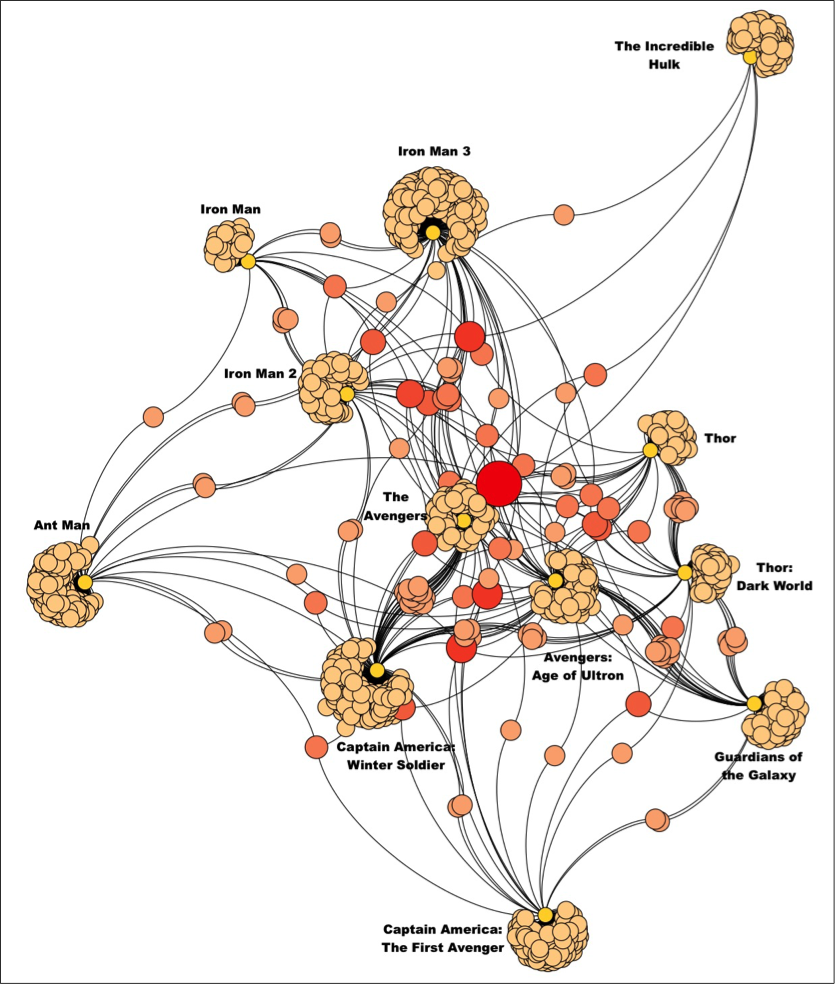 The Incredible
Hulk
Iron Man 3
Iron Man
Iron Man 2
Thor
The
Avengers
Ant Man
Thor:
Dark World
Avengers:
Age of Ultron
Captain America:
Winter Soldier
Guardians of
the Galaxy
Captain America:
The First Avenger